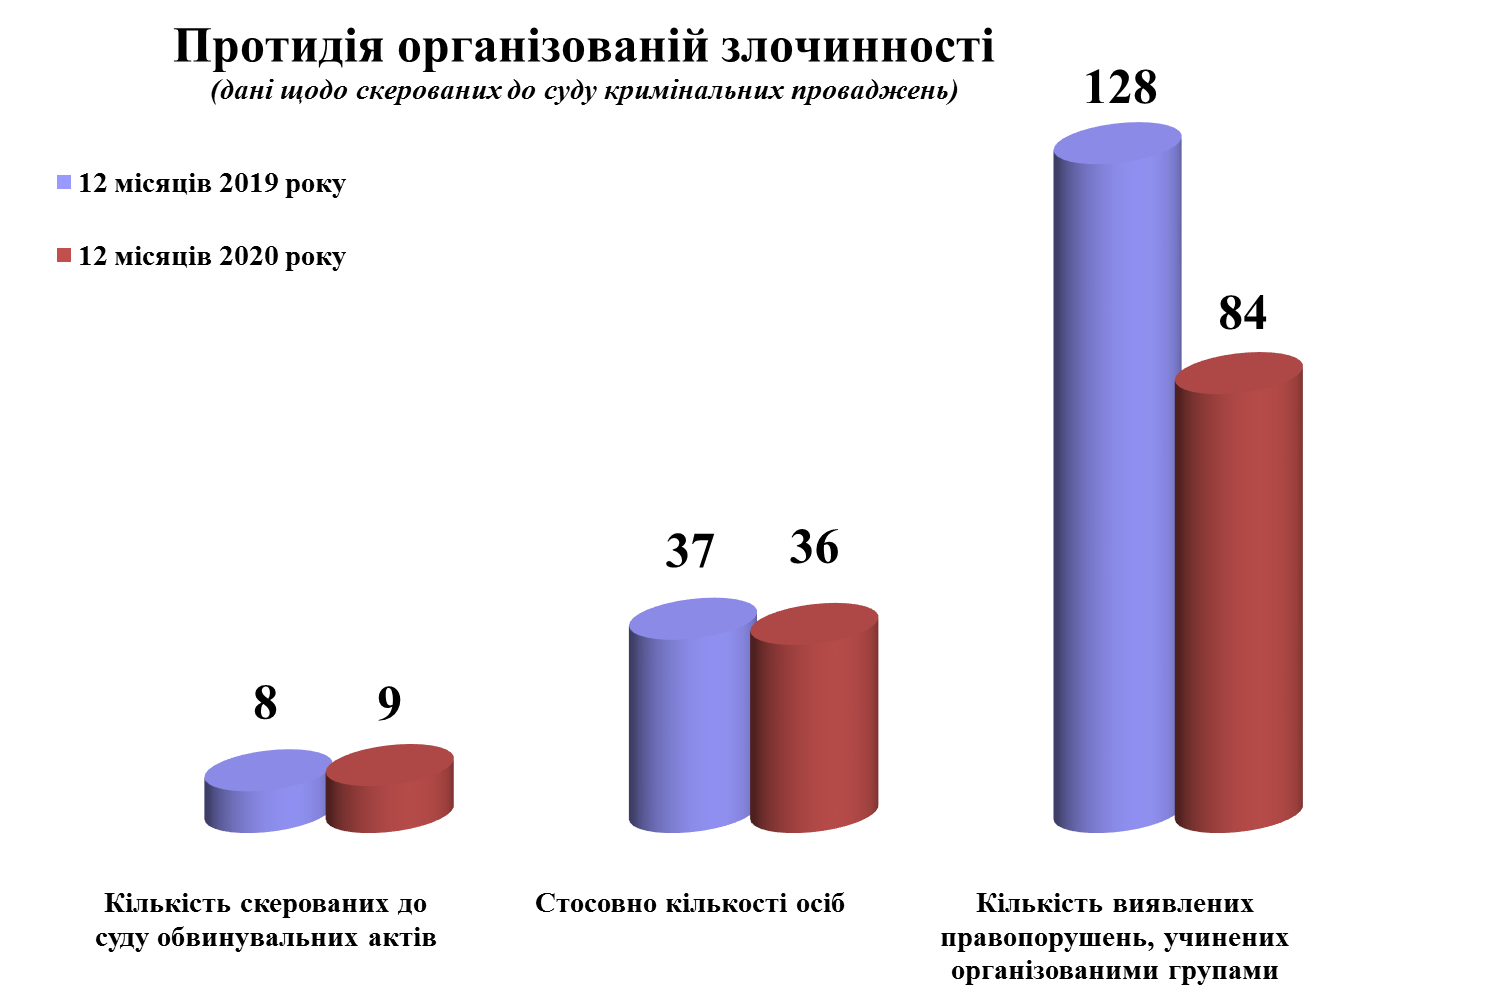 Протидія організованій злочинності
(дані щодо скерованих до суду кримінальних проваджень)
12 місяців 2019 року
12 місяців 2020 року
8
9
37
36
128
84
Кількість скерованих до
суду обвинувальних актів
Стосовно кількості осіб
Кількість виявлених
правопорушень, учинених
організованими групами